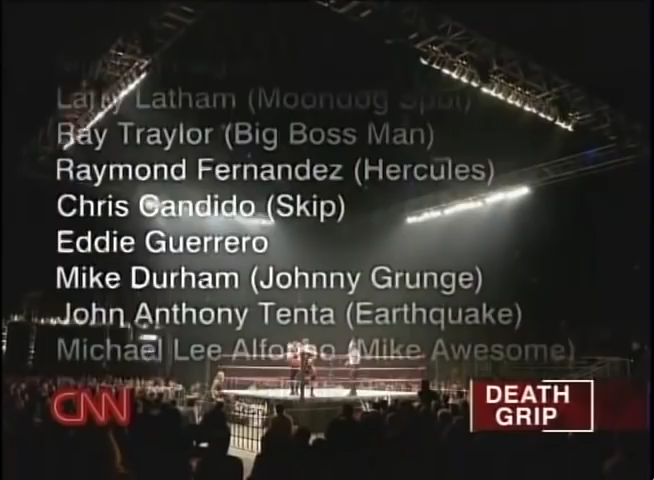 Larry Latham (Moondog Spot)
Ray Traylor (Big Boss Man)
Raymond Fernandez (Hercules)
Chris Candido (Skip)
Eddie Guerrero
Mike Durham (Johnny Grunge)
John Anthony Tenta (Earthquake)
Michael Lee Alfonso (Mike Awesome)
CNN
DEATH
GRIP